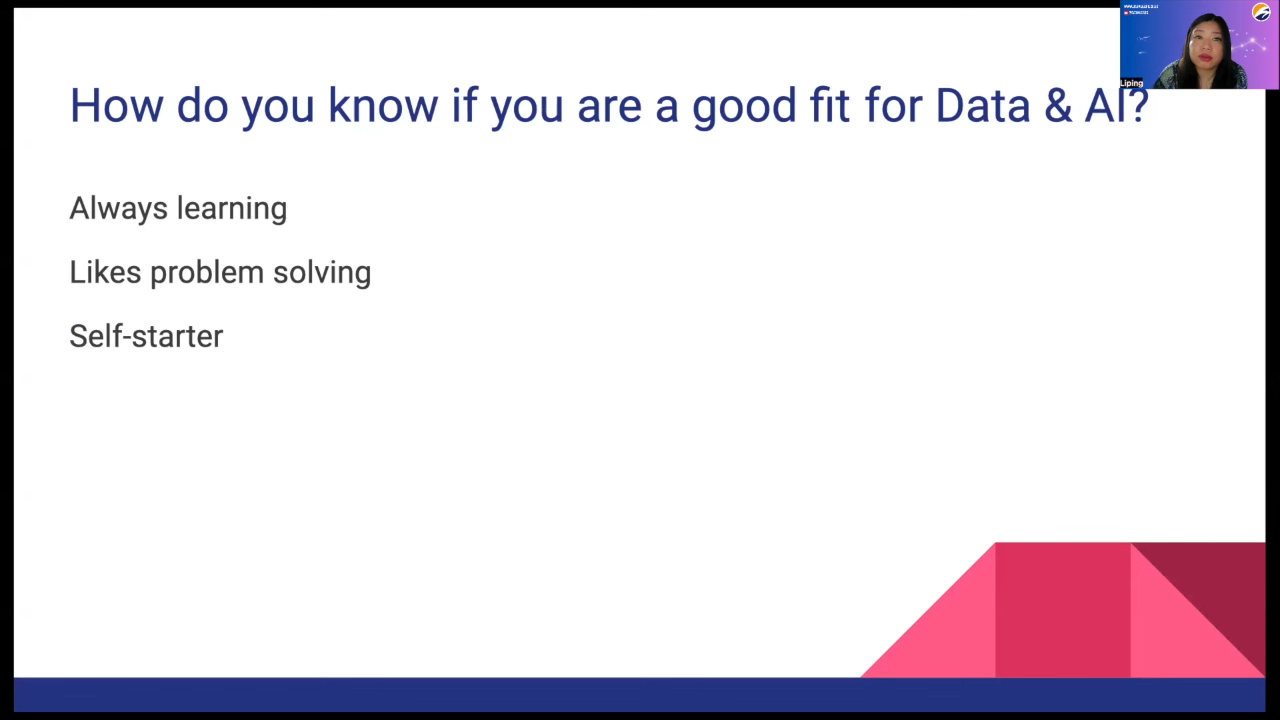 How do you know if you are a good fit for Data & AI?
Always learning
Likes problem solving
Self-starter
Liping